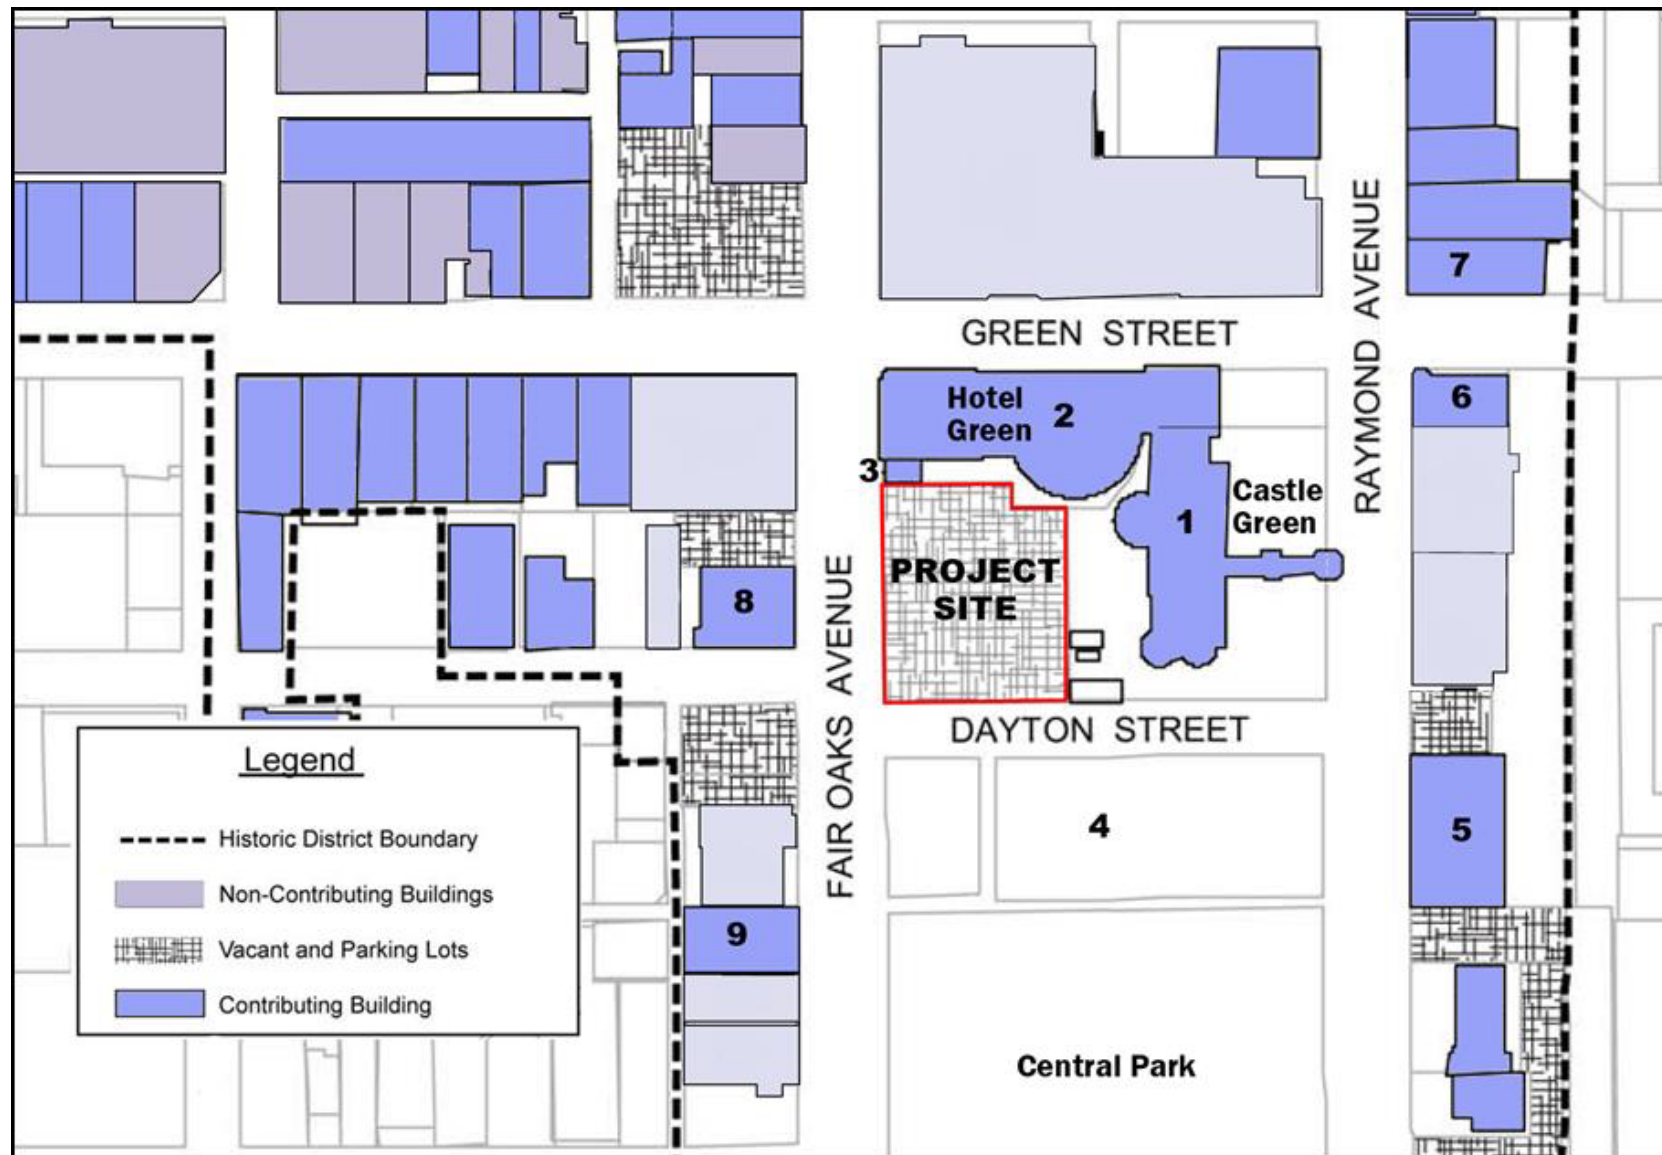 7
GREEN STREET
RAYMOND AVENUE
Hotel
Green
2
6
3
Castle
Green
1
PROJECT
SITE
8
FAIR OAKS AVENUE
DAYTON STREET
4
5
9
Central Park
Legend
Historic District Boundary
Non-Contributing Buildings
Vacant and Parking Lots
Contributing Building